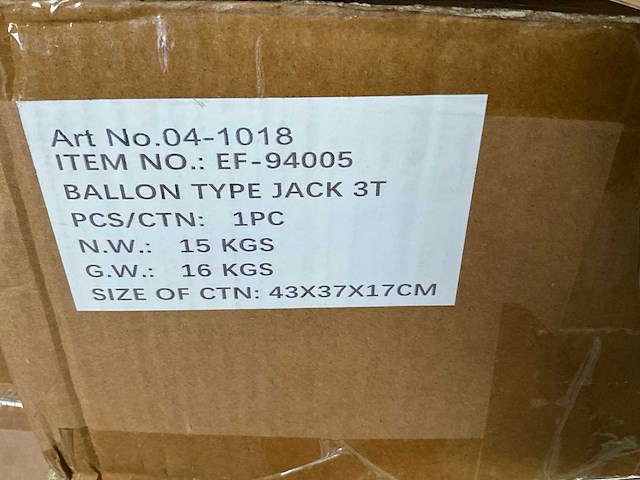 Art No.04-1018
ITEM NO.: EF-94005
BALLON TYPE JACK 3T
PCS/CTN: 1PC
N.W.: 15 KGS
G.W.: 16 KGS
SIZE OF CTN: 43X37X17CM